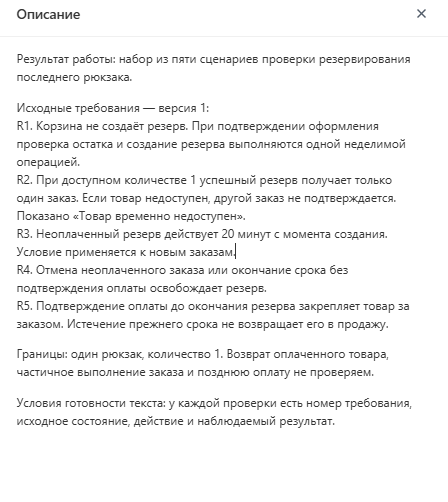 Описание
Результат работы: набор из пяти сценариев проверки резервирования
последнего рюкзака.
Исходные требования — версия 1:
R1. Корзина не создаёт резерв. При подтверждении оформления
проверка остатка и создание резерва выполняются одной неделимой
операцией.
R2. При доступном количестве 1 успешный резерв получает только
один заказ. Если товар недоступен, другой заказ не подтверждается.
Показано «Товар временно недоступен».
R3. Неоплаченный резерв действует 20 минут с момента создания.
Условие применяется к новым заказам.
R4. Отмена неоплаченного заказа или окончание срока без
подтверждения оплаты освобождает резерв.
R5. Подтверждение оплаты до окончания резерва закрепляет товар за
заказом. Истечение прежнего срока не возвращает его в продажу.
Границы: один рюкзак, количество 1. Возврат оплаченного товара,
частичное выполнение заказа и позднюю оплату не проверяем.
Условия готовности текста: у каждой проверки есть номер требования,
исходное состояние, действие и наблюдаемый результат.